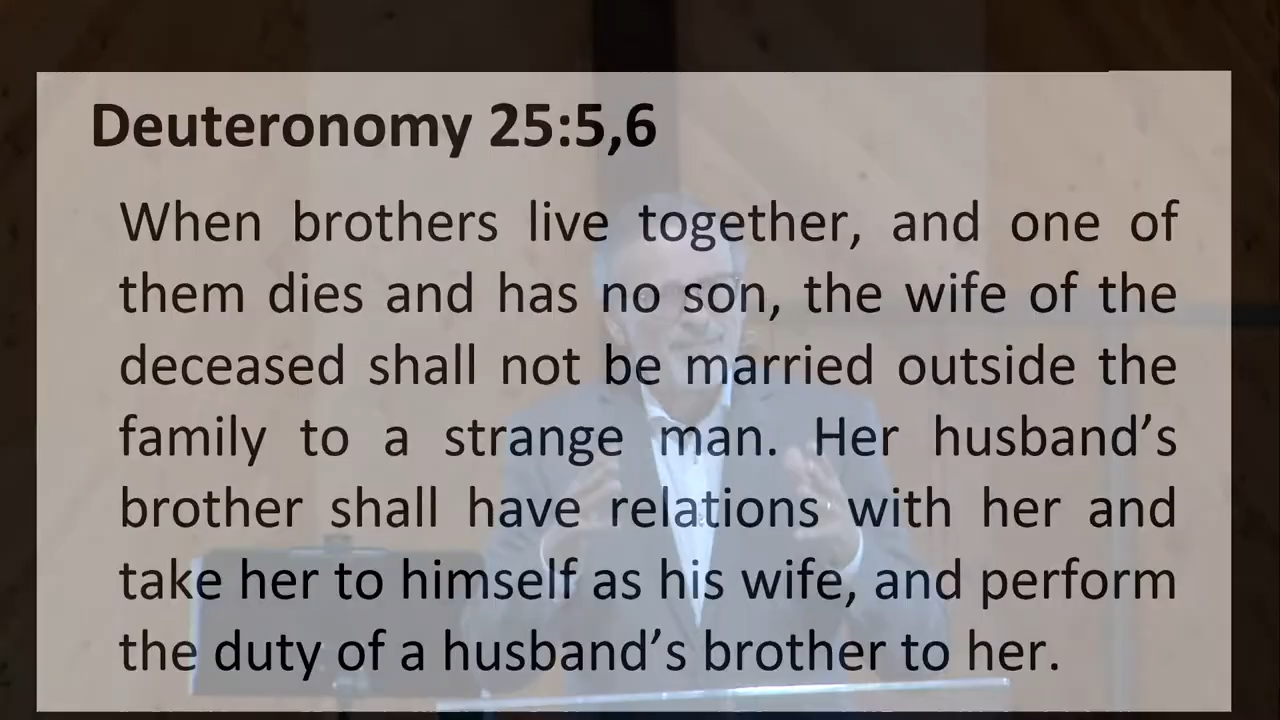 Deuteronomy 25:5,6
When brothers live together, and one of
them dies and has no son, the wife of the
deceased shall not be married outside the
family to a strange man. Her husband’s
brother shall have relations with her and
take her to himself as his wife, and perform
the duty of a husband’s brother to her.